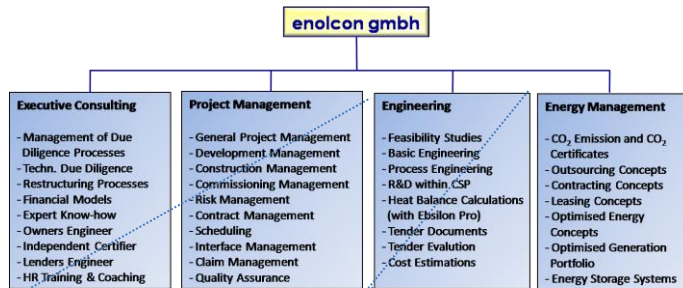 enolcon gmbh
Executive Consulting
- Management of Due
Diligence Processes
- Techn. Due Diligence
- Restructuring Processes
- Financial Models
- Expert Know-how
- Owners Engineer
- Independent Certifier
- Lenders Engineer
- HR Training & Coaching
Project Management
- General Project Management
- Development Management
- Construction Management
- Commissioning Management
- Risk Management
- Contract Management
- Scheduling
- Interface Management
- Claim Management
- Quality Assurance
Engineering
- Feasibility Studies
- Basic Engineering
- Process Engineering
- R&D within CSP
- Heat Balance Calculations
(with Ebsilon Pro)
- Tender Documents
- Tender Evalution
- Cost Estimations
Energy Management
- CO₂ Emission and CO₂
Certificates
- Outsourcing Concepts
- Contracting Concepts
- Leasing Concepts
- Optimised Energy
Concepts
- Optimised Generation
Portfolio
- Energy Storage Systems